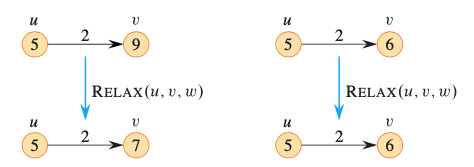 u v u v
5 2 9 5 2 6
RELAX(u, v, w) RELAX(u, v, w)
u v u v
5 2 7 5 2 6